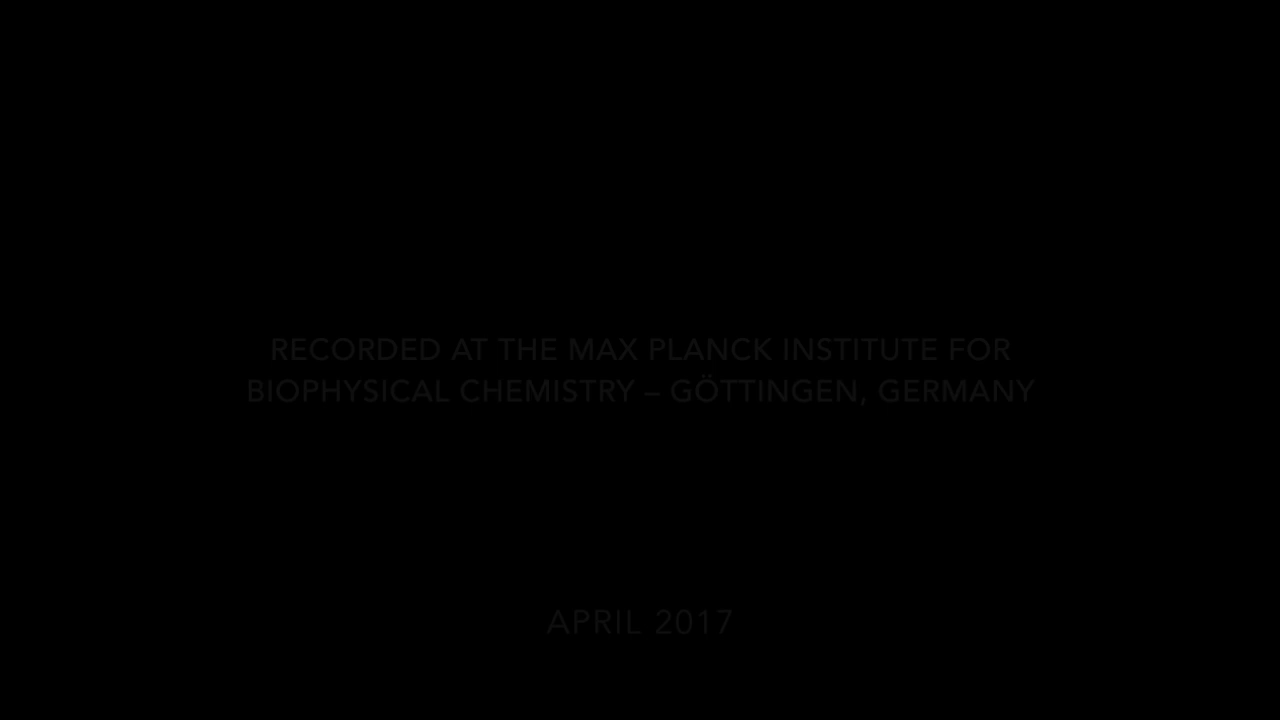 RECORDED AT THE MAX PLANCK INSTITUTE FOR
BIOPHYSICAL CHEMISTRY – GÖTTINGEN, GERMANY
APRIL 2017